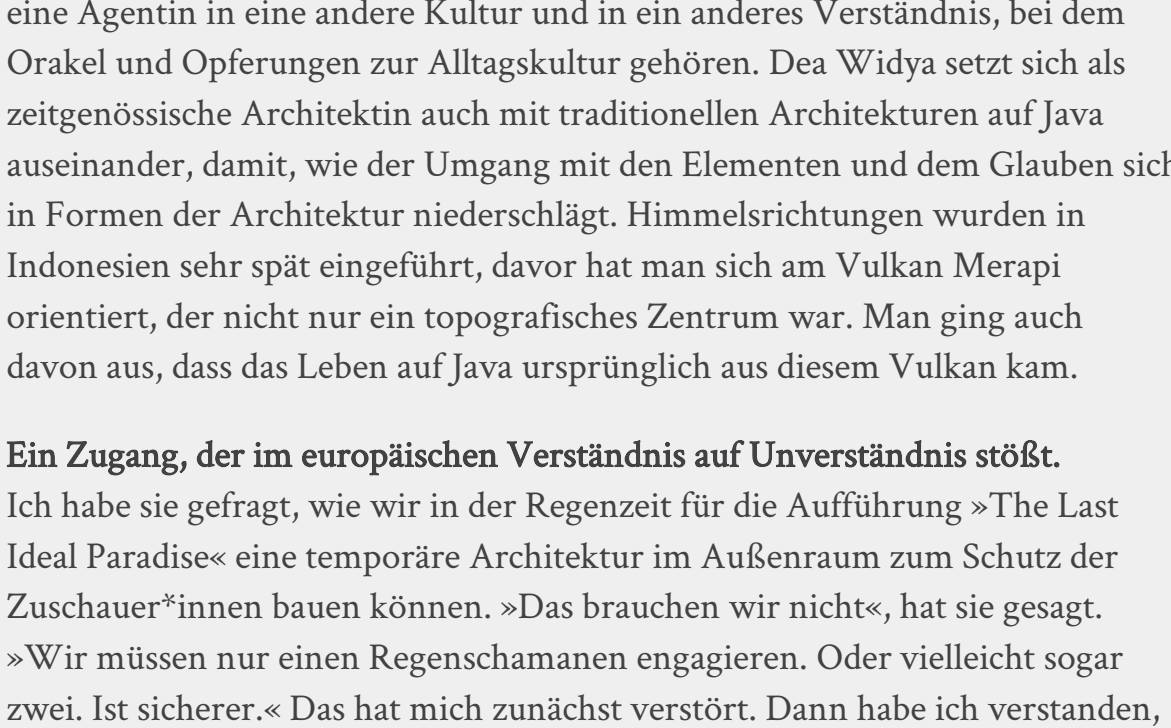 eine Agentin in eine andere Kultur und in ein anderes Verständnis, bei dem
Orakel und Opferungen zur Alltagskultur gehören. Dea Widya setzt sich als
zeitgenössische Architektin auch mit traditionellen Architekturen auf Java
auseinander, damit, wie der Umgang mit den Elementen und dem Glauben sich
in Formen der Architektur niederschlägt. Himmelsrichtungen wurden in
Indonesien sehr spät eingeführt, davor hat man sich am Vulkan Merapi
orientiert, der nicht nur ein topografisches Zentrum war. Man ging auch
davon aus, dass das Leben auf Java ursprünglich aus diesem Vulkan kam.
Ein Zugang, der im europäischen Verständnis auf Unverständnis stößt.
Ich habe sie gefragt, wie wir in der Regenzeit für die Aufführung »The Last
Ideal Paradise« eine temporäre Architektur im Außenraum zum Schutz der
Zuschauer*innen bauen können. »Das brauchen wir nicht«, hat sie gesagt.
»Wir müssen nur einen Regenschamanen engagieren. Oder vielleicht sogar
zwei. Ist sicherer.« Das hat mich zunächst verstört. Dann habe ich verstanden,